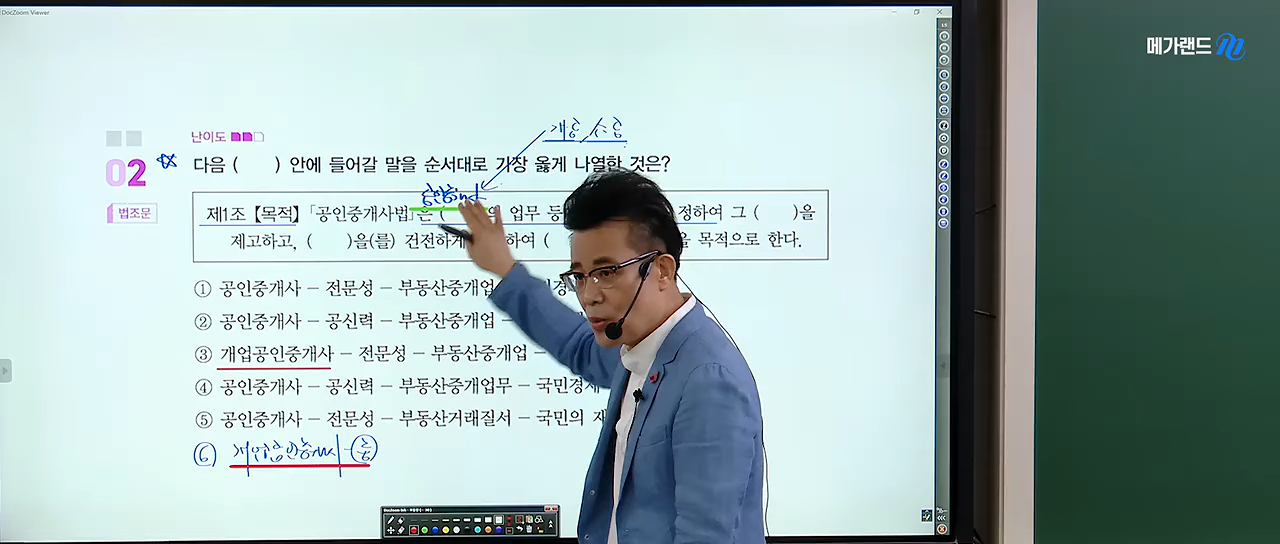 DocZoom Viewer
메가랜드
난이도
개공, 소공
02 다음 ( ) 안에 들어갈 말을 순서대로 가장 옳게 나열한 것은?
공인중개사
법조문
제1조【목적】「공인중개사법」은 ( 의 업무 등 정하여 그 ( )을
제고하고, ( )을(를) 건전하게 하여 ( 을 목적으로 한다.
① 공인중개사 – 전문성 – 부동산중개업
② 공인중개사 – 공신력 – 부동산중개업 –
③ 개업공인중개사 – 전문성 – 부동산중개업 –
④ 공인중개사 – 공신력 – 부동산중개업무 – 국민경제
⑤ 공인중개사 – 전문성 – 부동산거래질서 – 국민의 재
⑥ 개업공인중개사